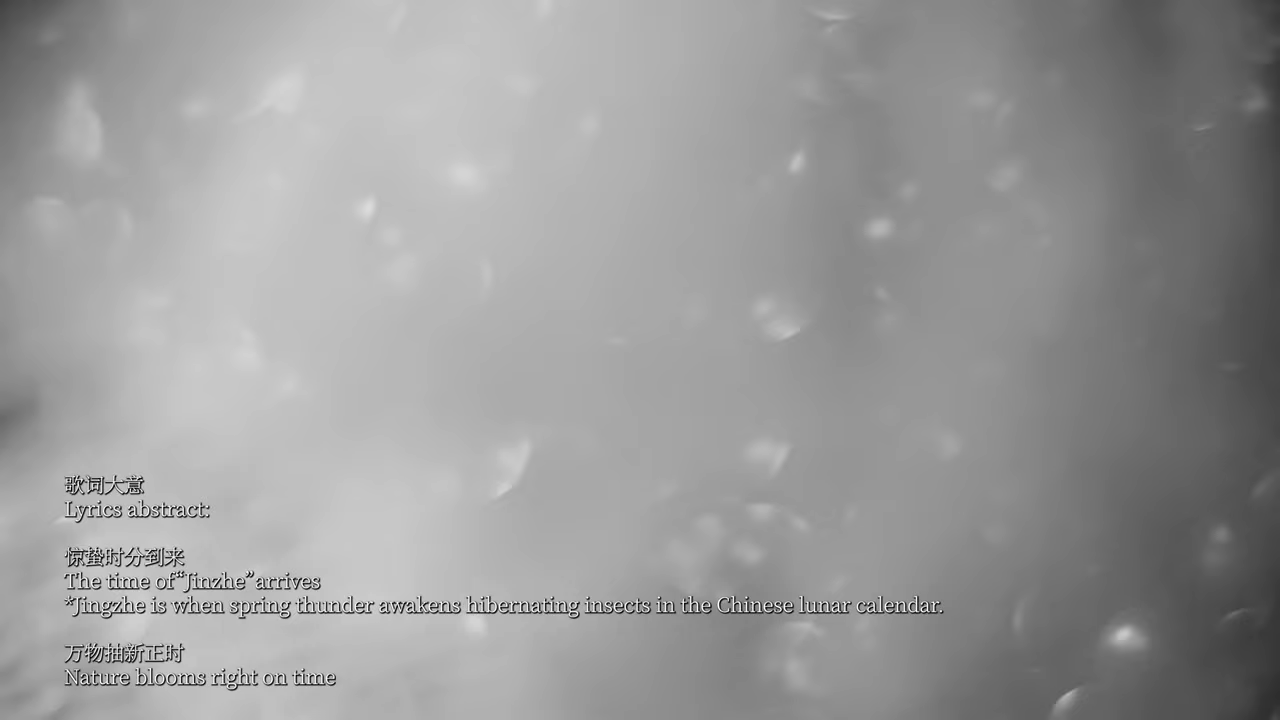 歌词大意
Lyrics abstract:
惊蛰时分到来
The time of“Jinzhe”arrives
*Jingzhe is when spring thunder awakens hibernating insects in the Chinese lunar calendar.
万物抽新正时
Nature blooms right on time